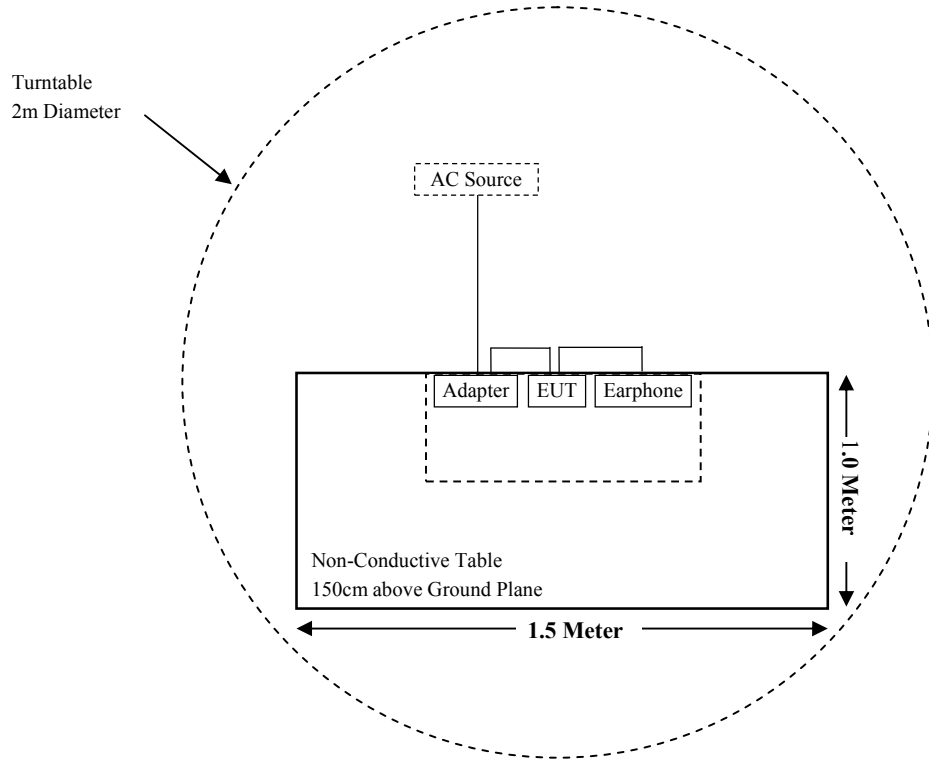 Turntable
2m Diameter
AC Source
Adapter
EUT
Earphone
1.0 Meter
Non-Conductive Table
150cm above Ground Plane
1.5 Meter